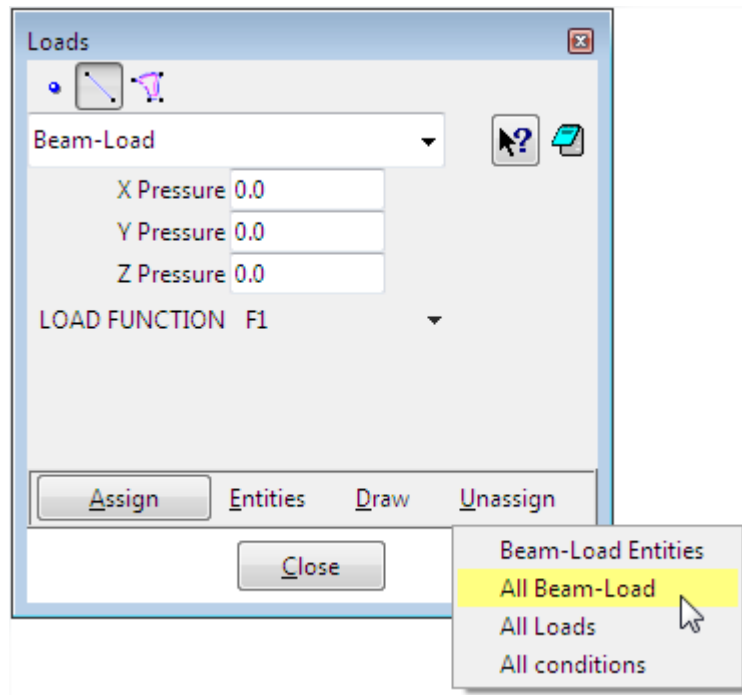 Loads
Beam-Load
?
X Pressure 0.0
Y Pressure 0.0
Z Pressure 0.0
LOAD FUNCTION F1
Assign Entities Draw Unassign
Close
Beam-Load Entities
All Beam-Load
All Loads
All conditions